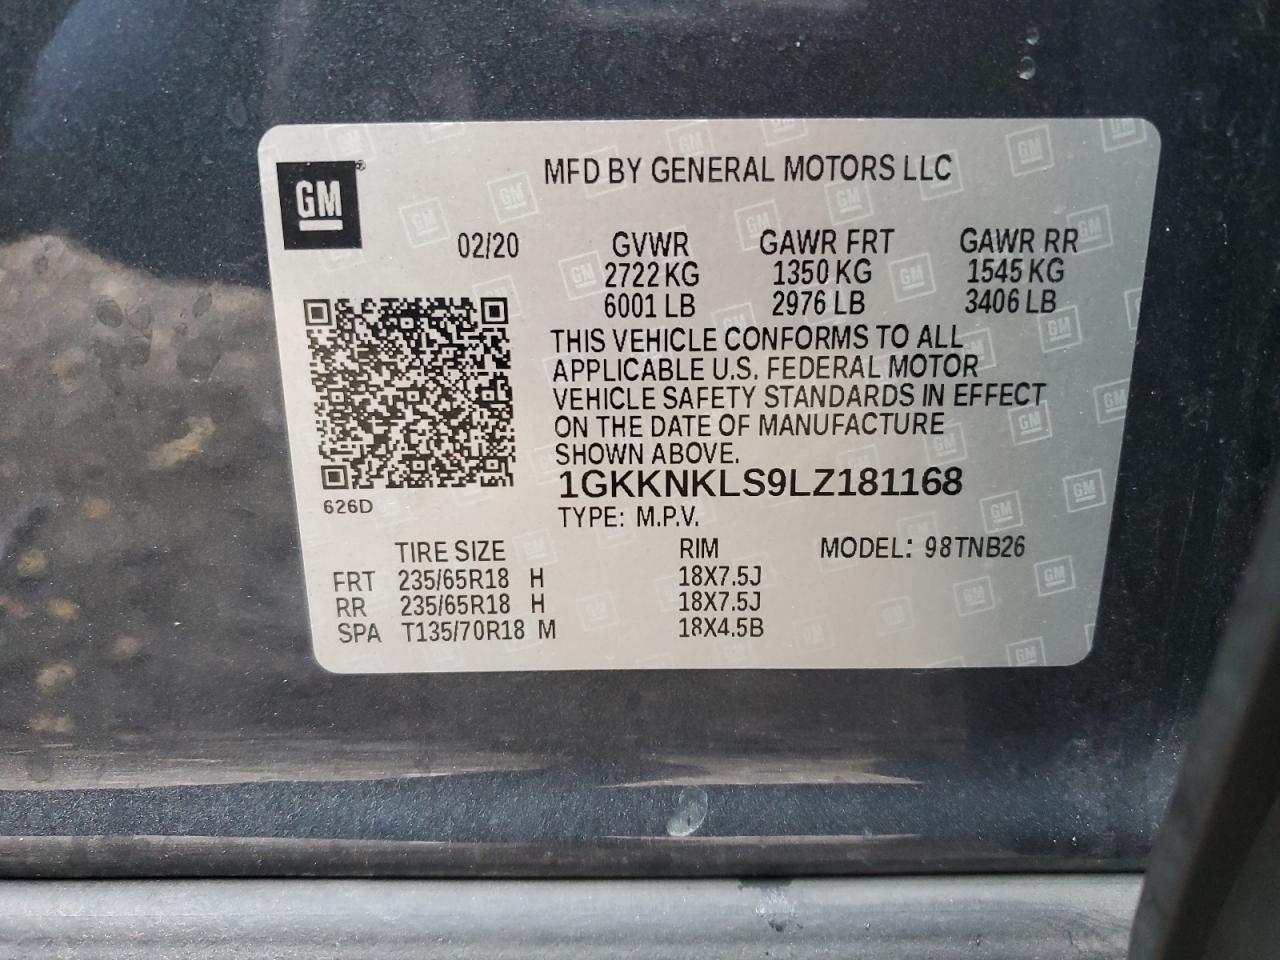 GM
MFD BY GENERAL MOTORS LLC
02/20 GVWR GAWR FRT GAWR RR
2722 KG 1350 KG 1545 KG
6001 LB 2976 LB 3406 LB
THIS VEHICLE CONFORMS TO ALL
APPLICABLE U.S. FEDERAL MOTOR
VEHICLE SAFETY STANDARDS IN EFFECT
ON THE DATE OF MANUFACTURE
SHOWN ABOVE.
1GKKNKLS9LZ181168
626D
TYPE: M.P.V.
TIRE SIZE RIM MODEL: 98TNB26
FRT 235/65R18 H 18X7.5J
RR 235/65R18 H 18X7.5J
SPA T135/70R18 M 18X4.5B